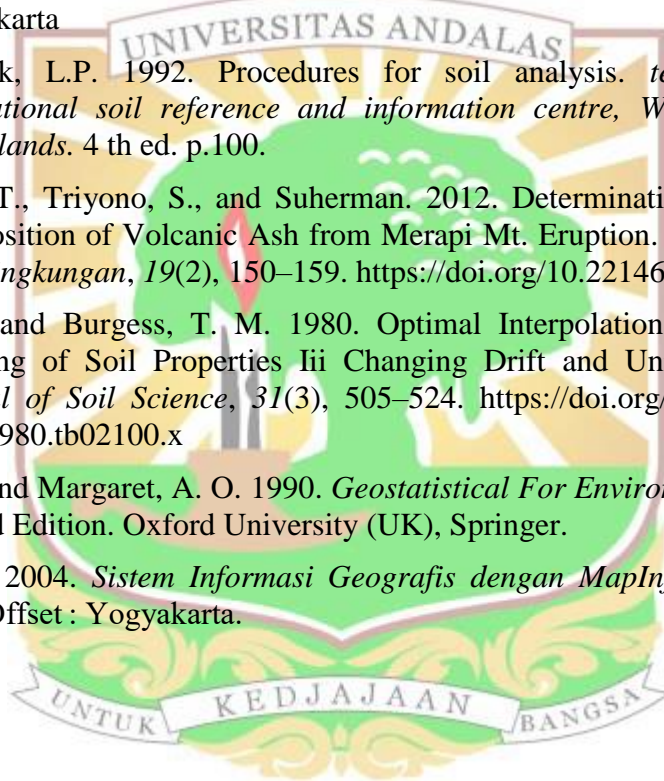 karta
UNIVERSITAS ANDALAS
k, L.P. 1992. Procedures for soil analysis. te
ational soil reference and information centre, W
lands. 4 th ed. p.100.
T., Triyono, S., and Suherman. 2012. Determinati
osition of Volcanic Ash from Merapi Mt. Eruption.
ngkungan, 19(2), 150–159. https://doi.org/10.22146
and Burgess, T. M. 1980. Optimal Interpolation
ng of Soil Properties Iii Changing Drift and Un
l of Soil Science, 31(3), 505–524. https://doi.org/
980.tb02100.x
nd Margaret, A. O. 1990. Geostatistical For Enviro
d Edition. Oxford University (UK), Springer.
2004. Sistem Informasi Geografis dengan MapIn
Offset : Yogyakarta.
UNTUK KEDJAJAAN BANGSA